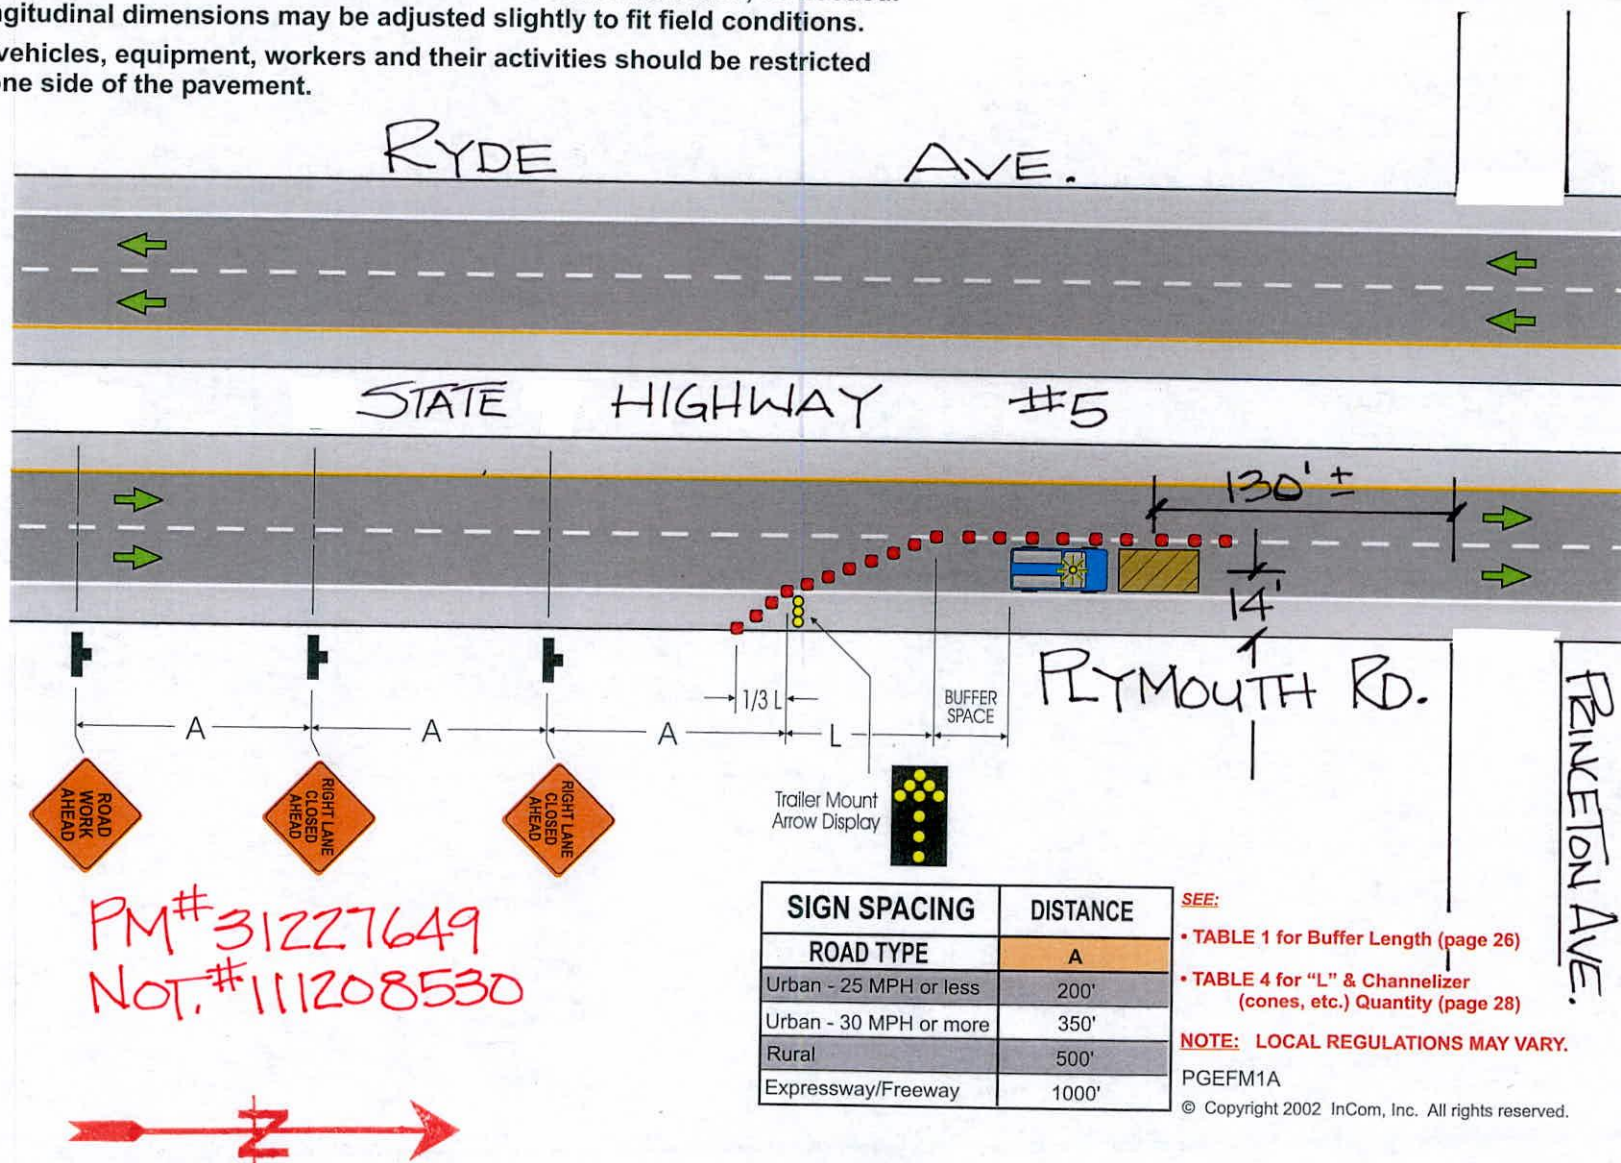 gitudinal dimensions may be adjusted slightly to fit field conditions.
vehicles, equipment, workers and their activities should be restricted
ne side of the pavement.
RYDE AVE.
STATE HIGHWAY #5
130' ±
14'
PLYMOUTH RD.
PRINCETON AVE.
1/3 L
BUFFER
SPACE
A
A
A
L
ROAD
WORK
AHEAD
RIGHT LANE
CLOSED
AHEAD
RIGHT LANE
CLOSED
AHEAD
Trailer Mount
Arrow Display
PM# 31227649
NOT.# 111208530
N
SIGN SPACING DISTANCE
ROAD TYPE A
Urban - 25 MPH or less 200'
Urban - 30 MPH or more 350'
Rural 500'
Expressway/Freeway 1000'
SEE:
• TABLE 1 for Buffer Length (page 26)
• TABLE 4 for “L” & Channelizer
(cones, etc.) Quantity (page 28)
NOTE: LOCAL REGULATIONS MAY VARY.
PGEFM1A
© Copyright 2002 InCom, Inc. All rights reserved.